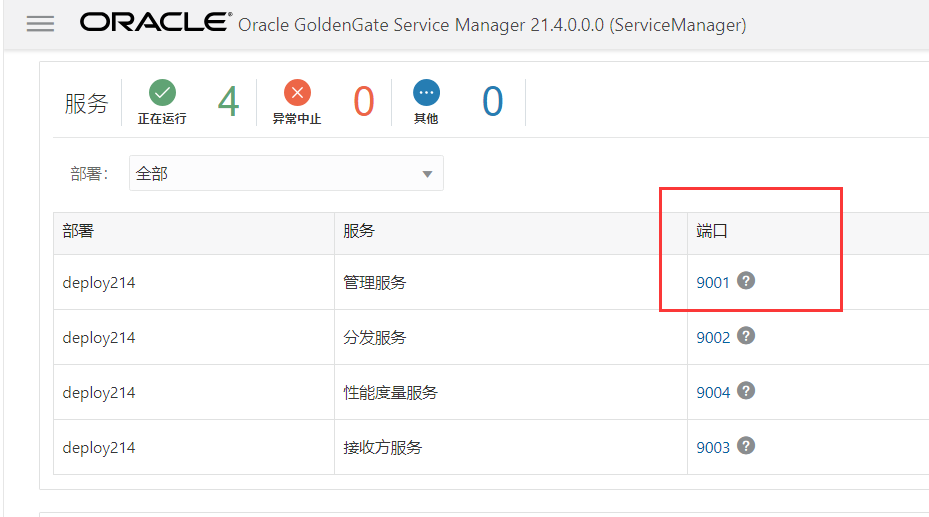 ORACLE® Oracle GoldenGate Service Manager 21.4.0.0.0 (ServiceManager)
服务 正在运行 4 异常中止 0 其他 0
部署： 全部
部署 服务 端口
deploy214 管理服务 9001 ?
deploy214 分发服务 9002 ?
deploy214 性能度量服务 9004 ?
deploy214 接收方服务 9003 ?